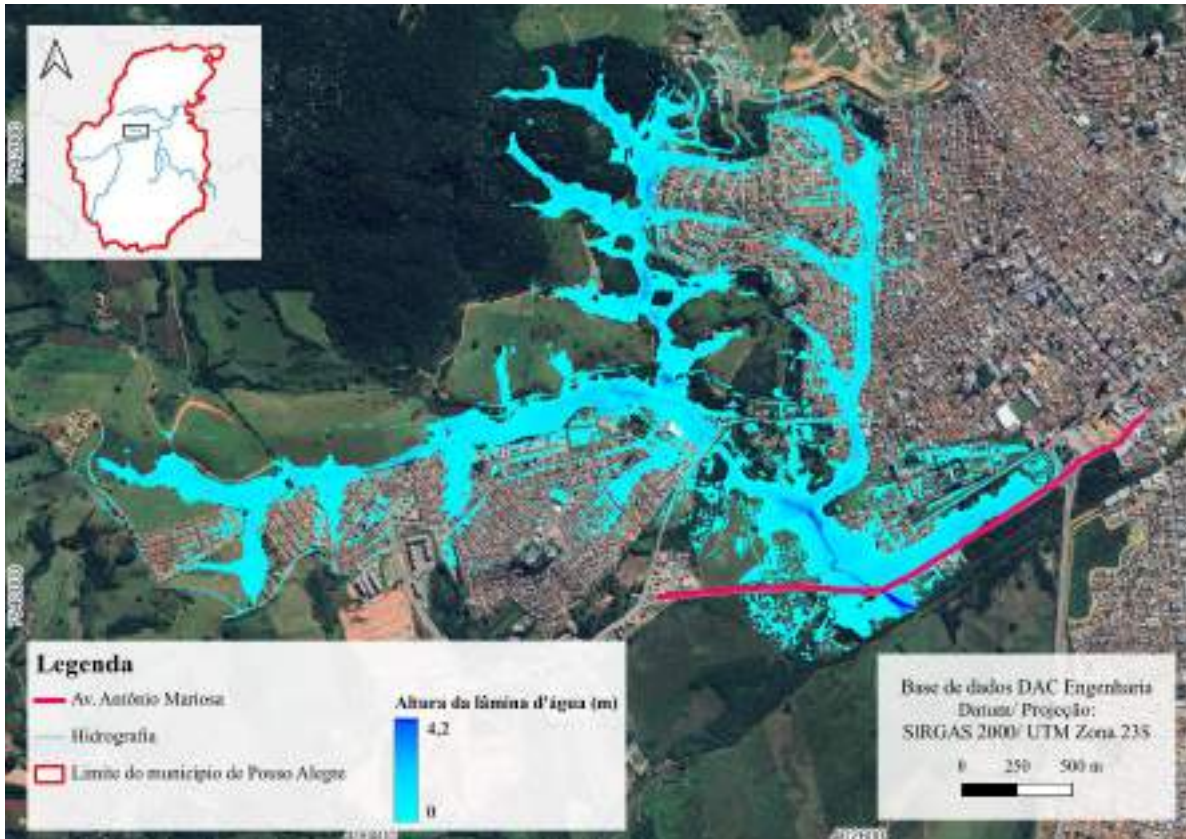 Legenda
Av. Antônio Mariosa
Hidrografia
Limite do município de Pouso Alegre
Altura da lâmina d'água (m)
4,2
0
Base de dados DAC Engenharia
Datum/ Projeção:
SIRGAS 2000/ UTM Zona 23S
0 250 500 m